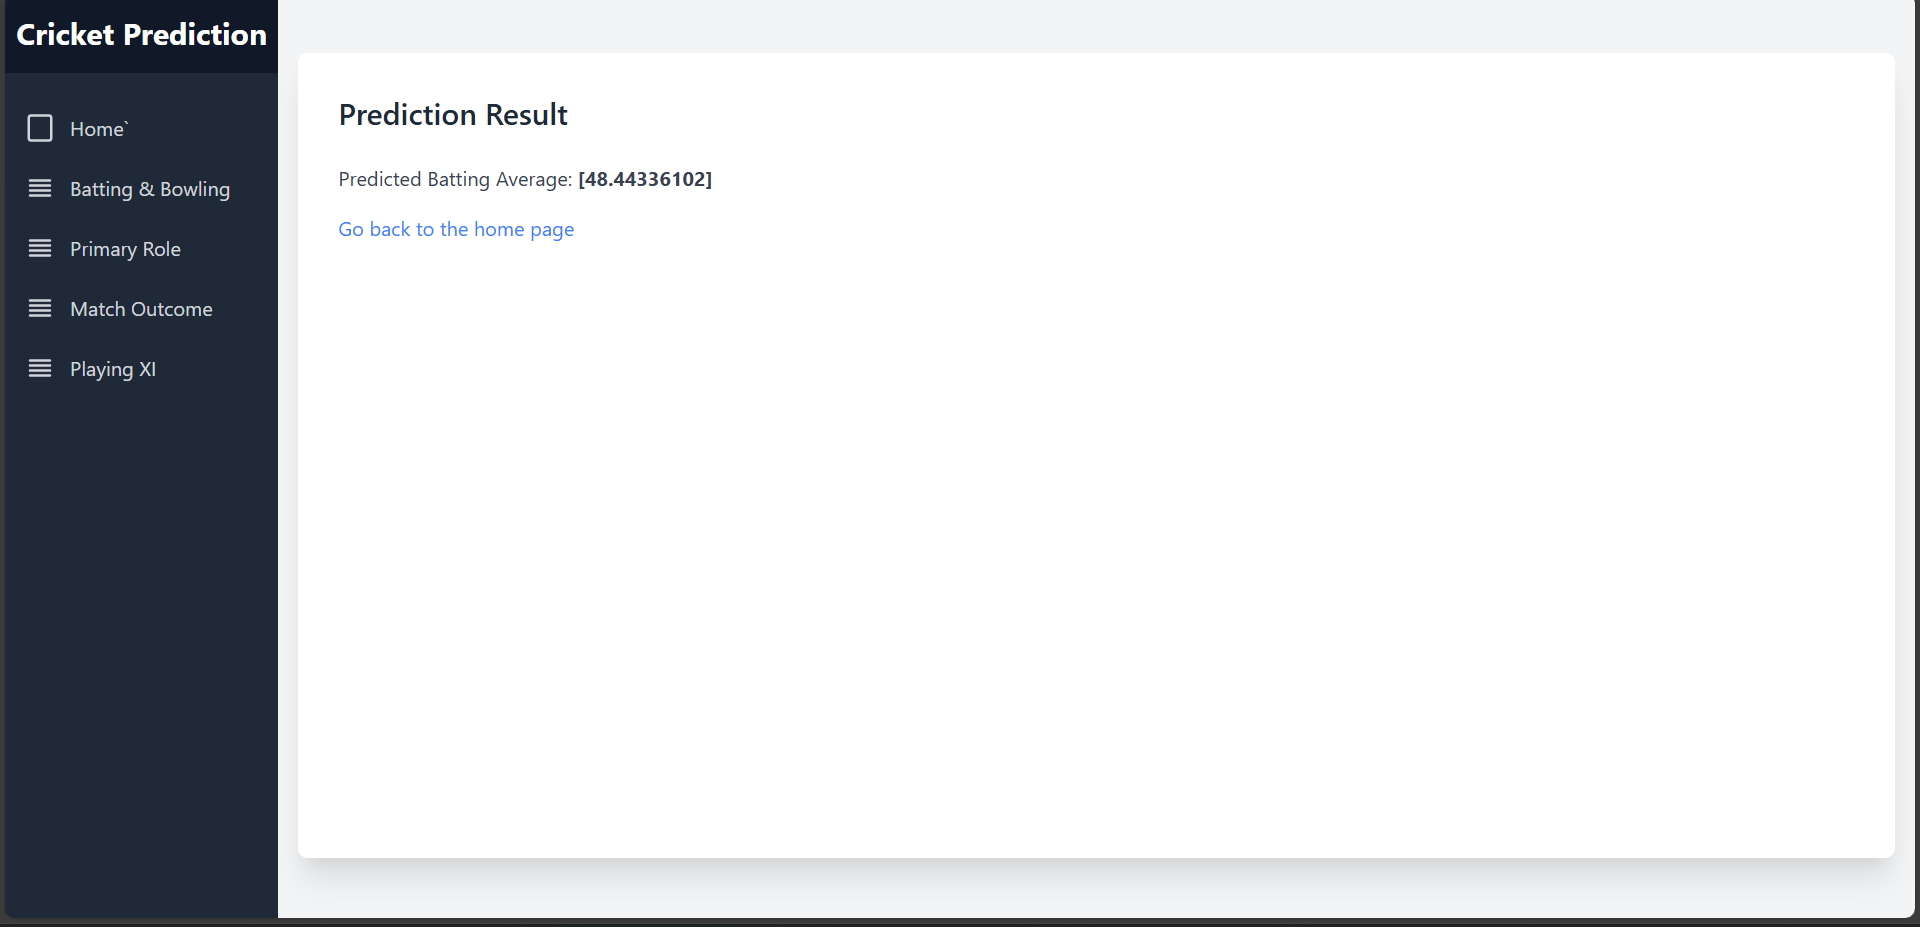 Cricket Prediction
Home`
Batting & Bowling
Primary Role
Match Outcome
Playing XI
Prediction Result
Predicted Batting Average: [48.44336102]
Go back to the home page